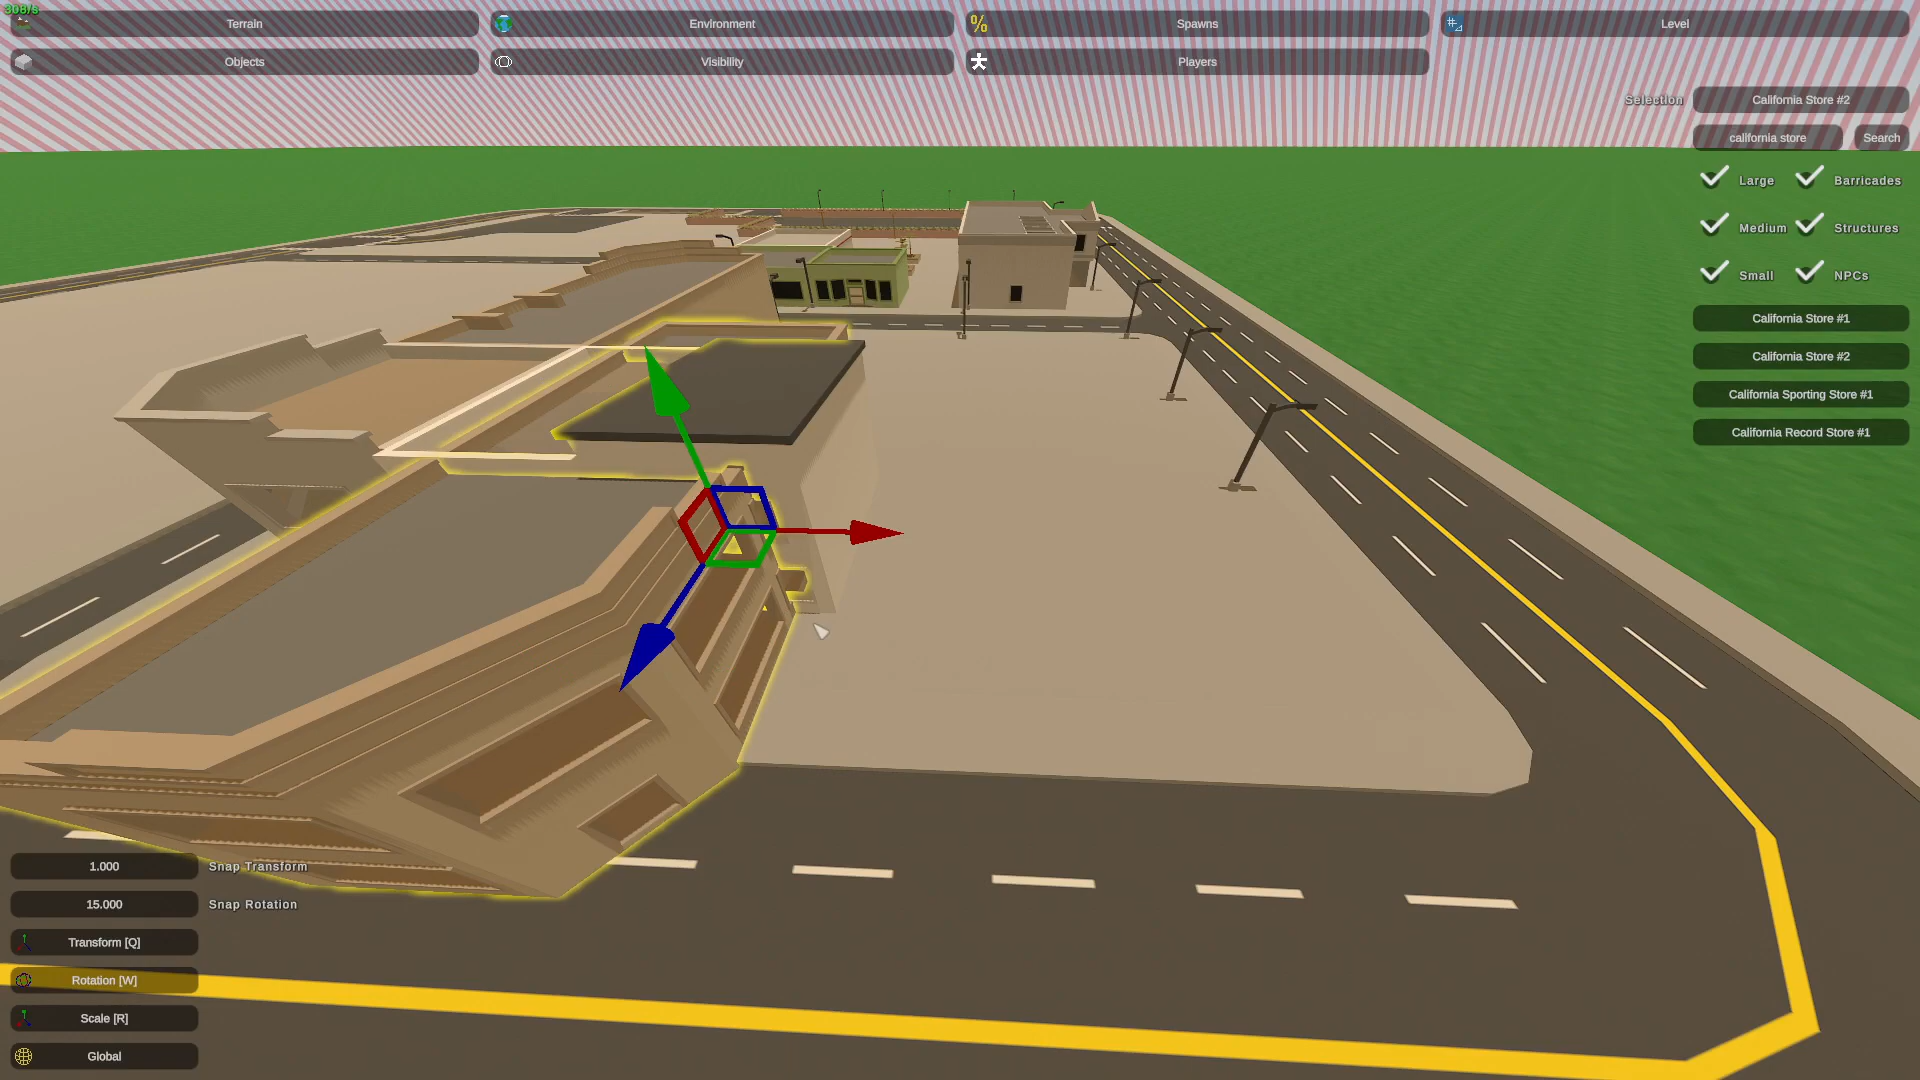 308/s
Terrain
Environment
Spawns
Level
Objects
Visibility
Players
Selection
California Store #2
california store
Search
Large
Barricades
Medium
Structures
Small
NPCs
California Store #1
California Store #2
California Sporting Store #1
California Record Store #1
1.000
Snap Transform
15.000
Snap Rotation
Transform [Q]
Rotation [W]
Scale [R]
Global